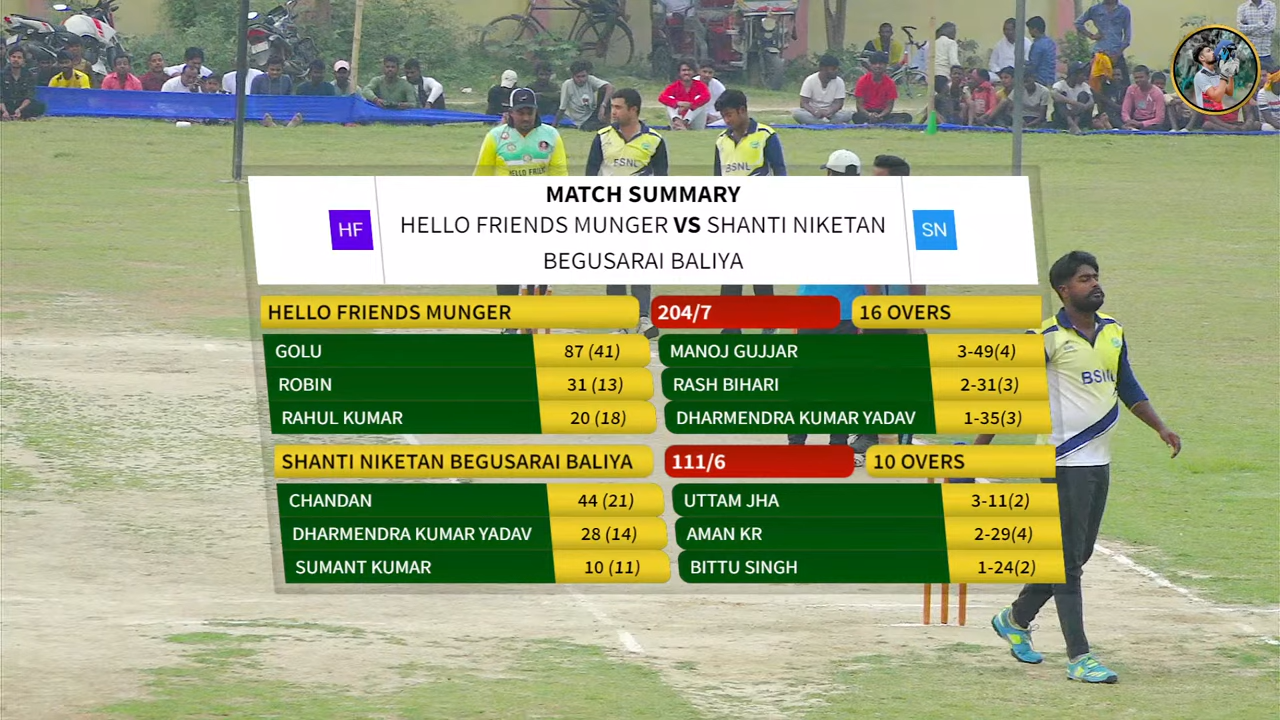 MATCH SUMMARY
HF
HELLO FRIENDS MUNGER VS SHANTI NIKETAN
BEGUSARAI BALIYA
SN
HELLO FRIENDS MUNGER 204/7 16 OVERS
GOLU 87 (41) MANOJ GUJJAR 3-49(4)
ROBIN 31 (13) RASH BIHARI 2-31(3)
RAHUL KUMAR 20 (18) DHARMENDRA KUMAR YADAV 1-35(3)
SHANTI NIKETAN BEGUSARAI BALIYA 111/6 10 OVERS
CHANDAN 44 (21) UTTAM JHA 3-11(2)
DHARMENDRA KUMAR YADAV 28 (14) AMAN KR 2-29(4)
SUMANT KUMAR 10 (11) BITTU SINGH 1-24(2)
HELLO FRIENDS
BSNL
BSNL
BSNL